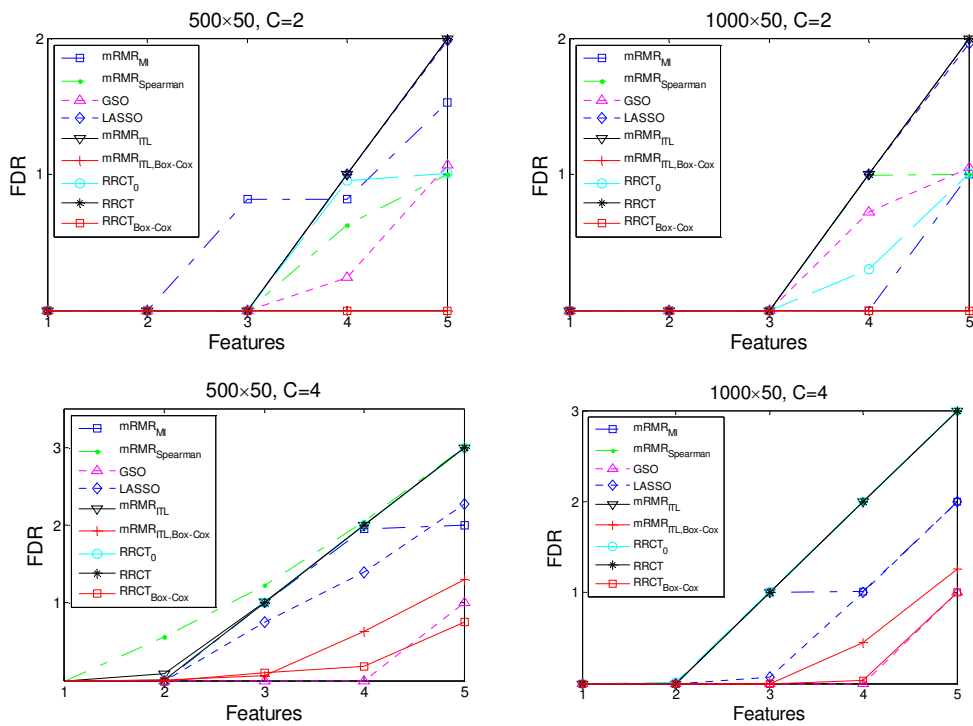 500×50, C=2
2
1
FDR
mRMR_MI
mRMR_Spearman
GSO
LASSO
mRMR_ITL
mRMR_ITL,Box-Cox
RRCT_0
RRCT
RRCT_Box-Cox
1 2 3 4 5
Features
1000×50, C=2
2
1
FDR
mRMR_MI
mRMR_Spearman
GSO
LASSO
mRMR_ITL
mRMR_ITL,Box-Cox
RRCT_0
RRCT
RRCT_Box-Cox
1 2 3 4 5
Features
500×50, C=4
3
2
1
FDR
mRMR_MI
mRMR_Spearman
GSO
LASSO
mRMR_ITL
mRMR_ITL,Box-Cox
RRCT_0
RRCT
RRCT_Box-Cox
1 2 3 4 5
Features
1000×50, C=4
3
2
1
FDR
mRMR_MI
mRMR_Spearman
GSO
LASSO
mRMR_ITL
mRMR_ITL,Box-Cox
RRCT_0
RRCT
RRCT_Box-Cox
1 2 3 4 5
Features